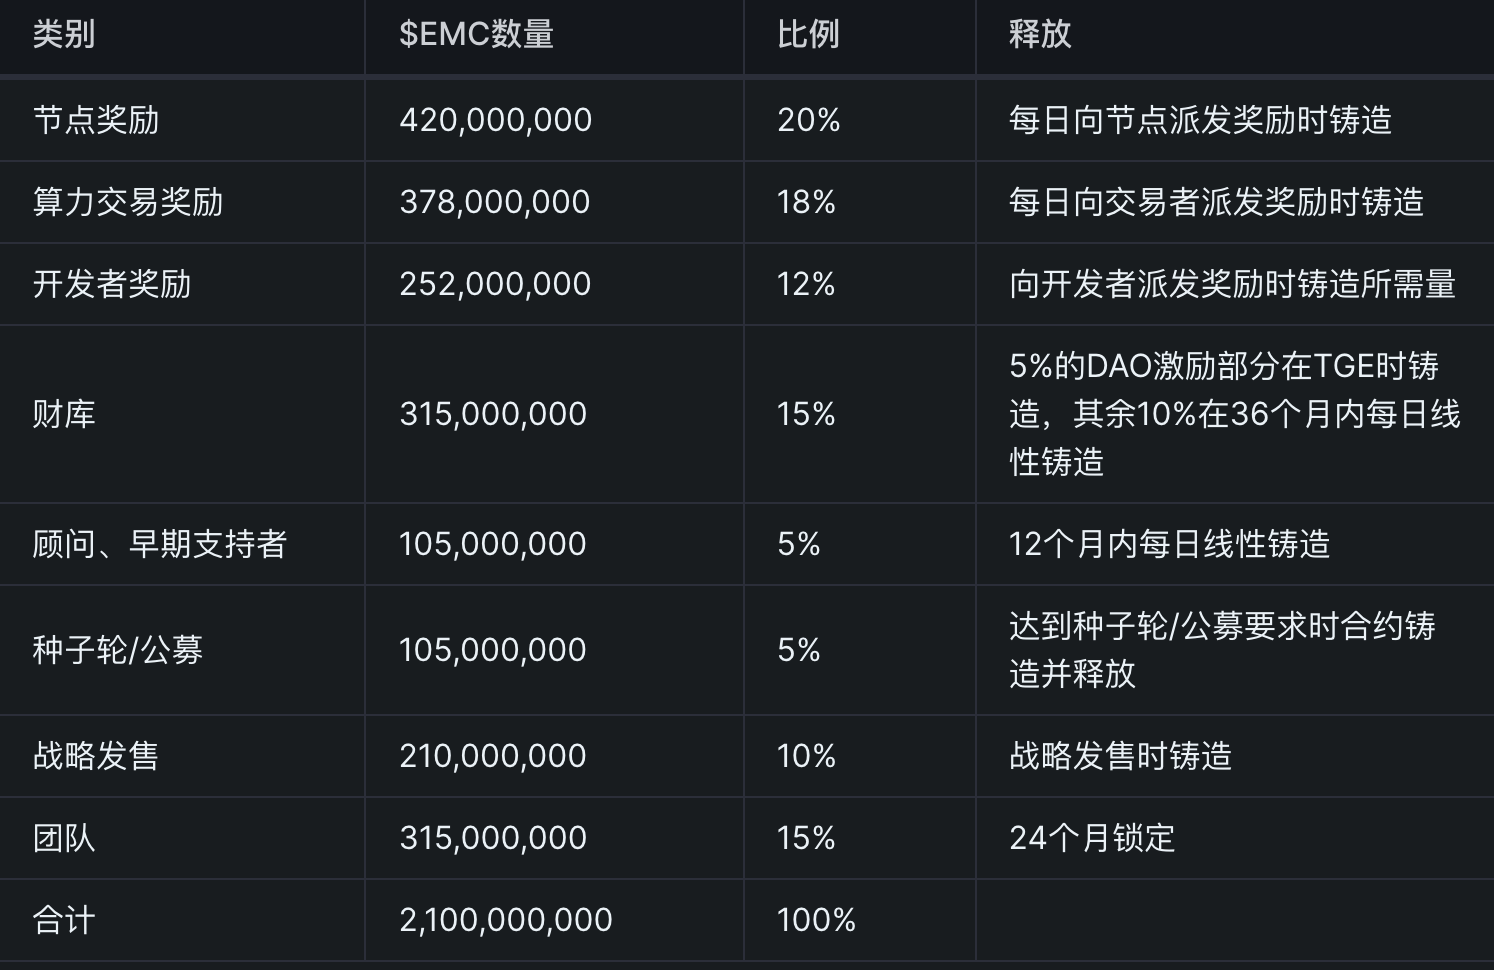 类别 $EMC数量 比例 释放
节点奖励 420,000,000 20% 每日向节点派发奖励时铸造
算力交易奖励 378,000,000 18% 每日向交易者派发奖励时铸造
开发者奖励 252,000,000 12% 向开发者派发奖励时铸造所需量
财库 315,000,000 15% 5%的DAO激励部分在TGE时铸
造，其余10%在36个月内每日线
性铸造
顾问、早期支持者 105,000,000 5% 12个月内每日线性铸造
种子轮/公募 105,000,000 5% 达到种子轮/公募要求时合约铸
造并释放
战略发售 210,000,000 10% 战略发售时铸造
团队 315,000,000 15% 24个月锁定
合计 2,100,000,000 100%